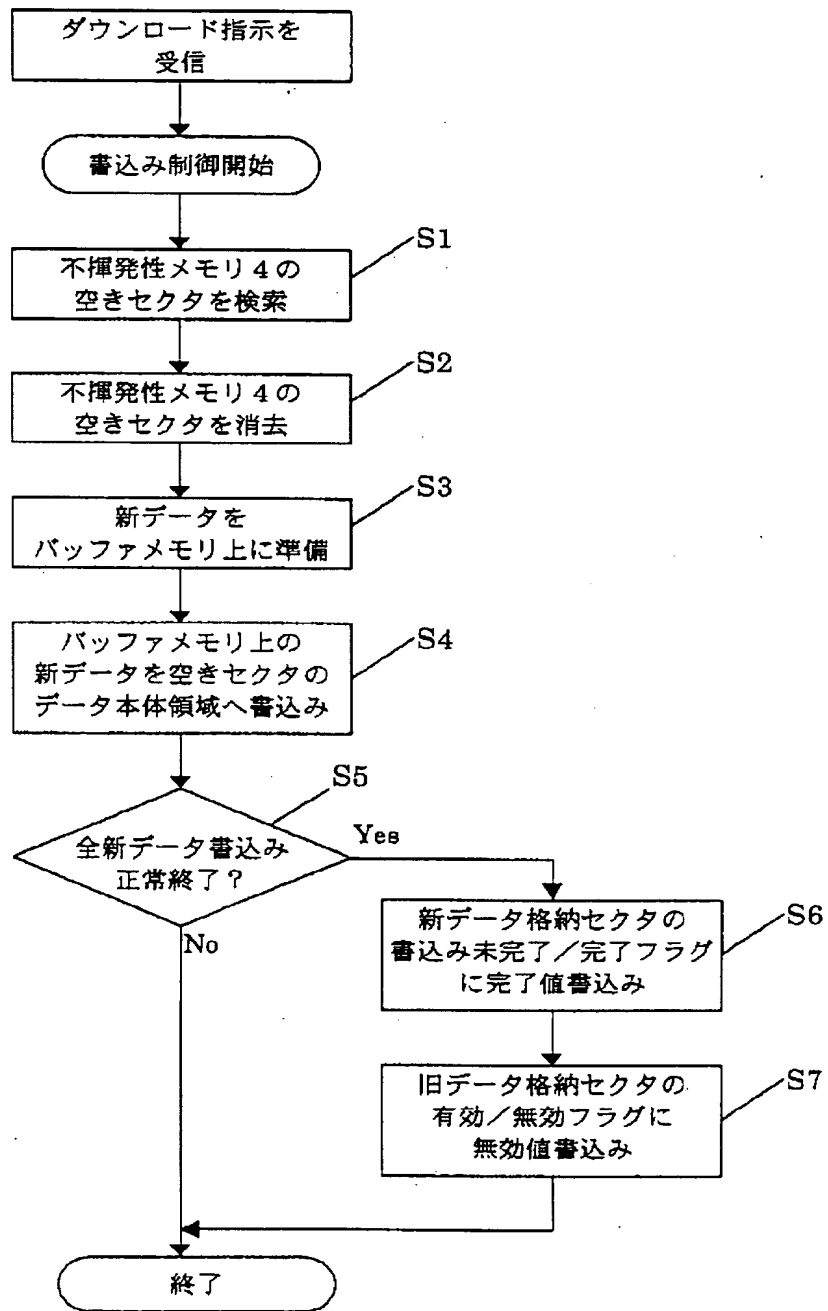 ダウンロード指示を
受信
書込み制御開始
S1
不揮発性メモリ4の
空きセクタを検索
S2
不揮発性メモリ4の
空きセクタを消去
S3
新データを
バッファメモリ上に準備
S4
バッファメモリ上の
新データを空きセクタの
データ本体領域へ書込み
S5
全新データ書込み
正常終了?
Yes
No
S6
新データ格納セクタの
書込み未完了/完了フラグ
に完了値書込み
S7
旧データ格納セクタの
有効/無効フラグに
無効値書込み
終了